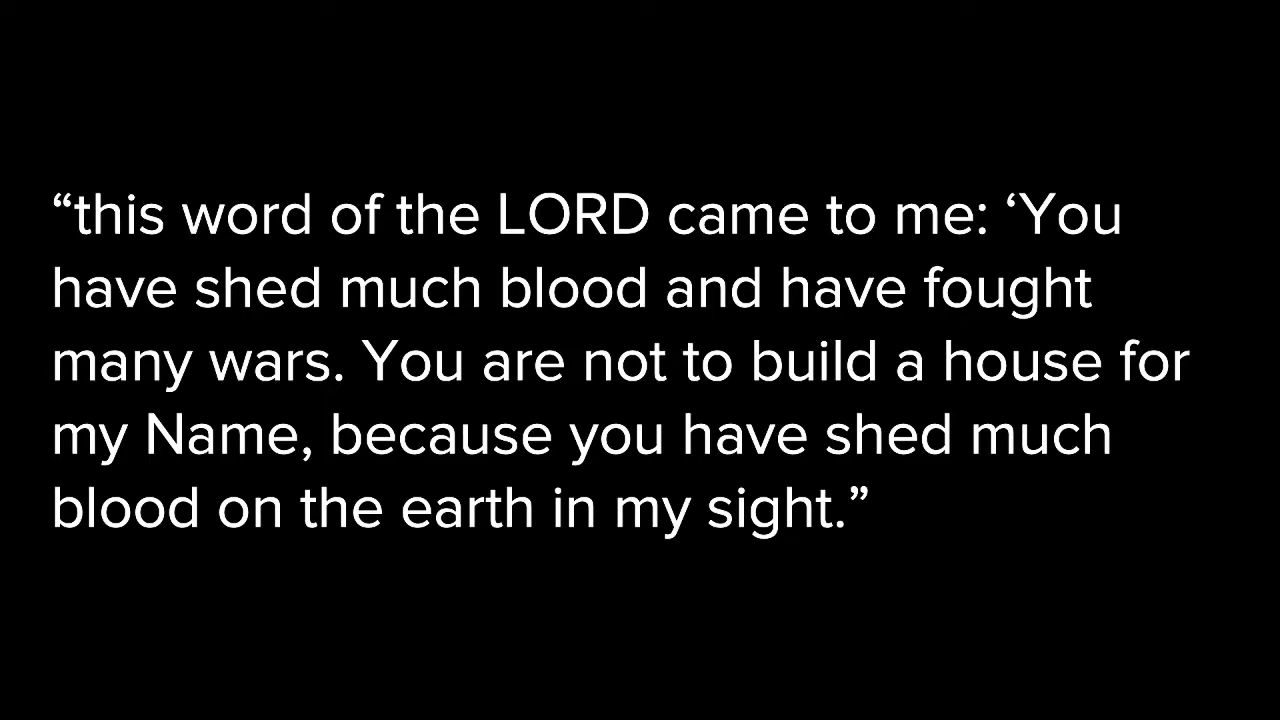 “this word of the LORD came to me: ‘You
have shed much blood and have fought
many wars. You are not to build a house for
my Name, because you have shed much
blood on the earth in my sight.”